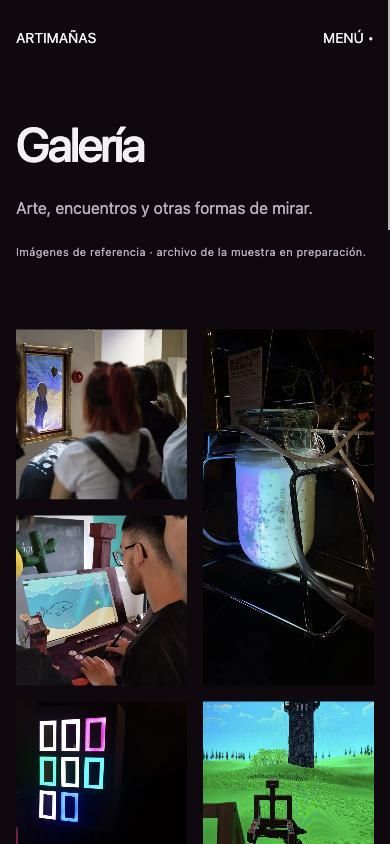 ARTIMAÑAS
MENÚ •
Galería
Arte, encuentros y otras formas de mirar.
Imágenes de referencia · archivo de la muestra en preparación.